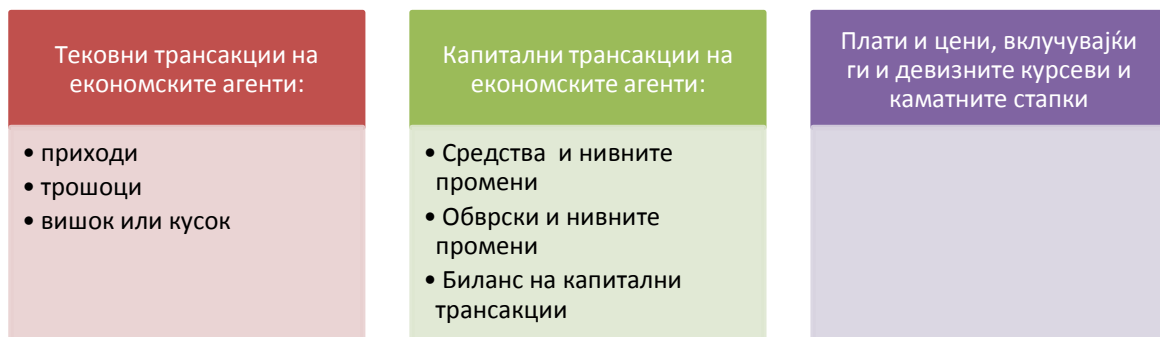 Тековни трансакции на
економските агенти:
• приходи
• трошоци
• вишок или кусок
Капитални трансакции на
економските агенти:
• Средства и нивните
промени
• Обврски и нивните
промени
• Биланс на капитални
трансакции
Плати и цени, вклучувајќи
ги и девизните курсеви и
каматните стапки